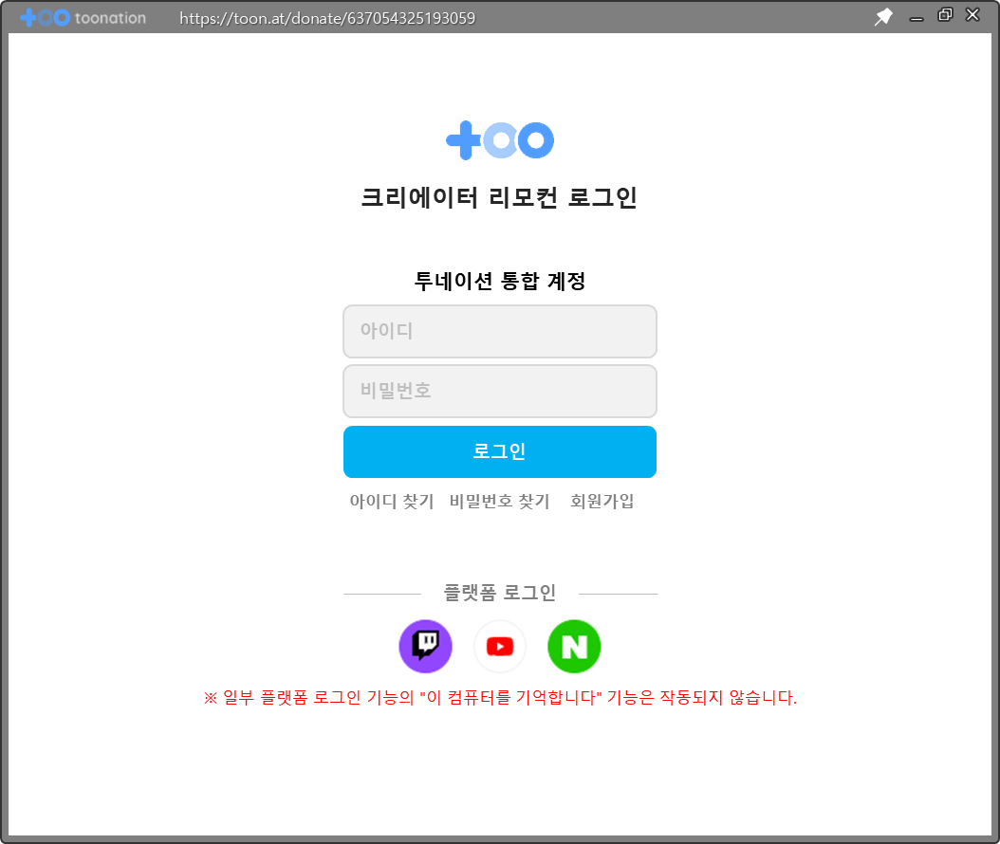 toonation https://toon.at/donate/637054325193059
크리에이터 리모컨 로그인
투네이션 통합 계정
아이디
비밀번호
로그인
아이디 찾기 비밀번호 찾기 회원가입
플랫폼 로그인
※ 일부 플랫폼 로그인 기능의 "이 컴퓨터를 기억합니다" 기능은 작동되지 않습니다.